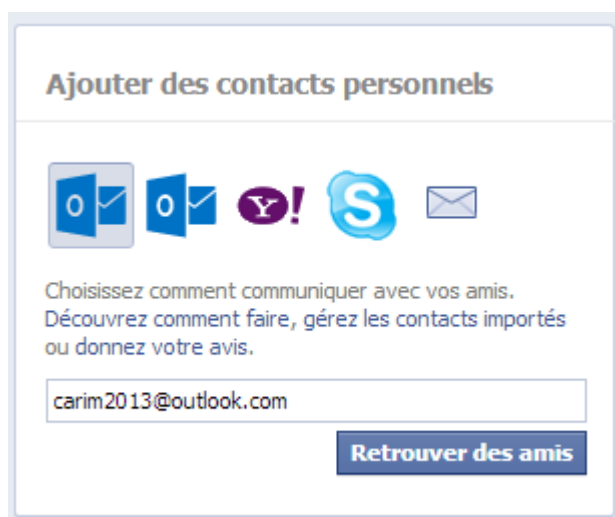 Ajouter des contacts personnels
O O Y! S
Choisissez comment communiquer avec vos amis.
Découvrez comment faire, gérez les contacts importés
ou donnez votre avis.
carim2013@outlook.com
Retrouver des amis